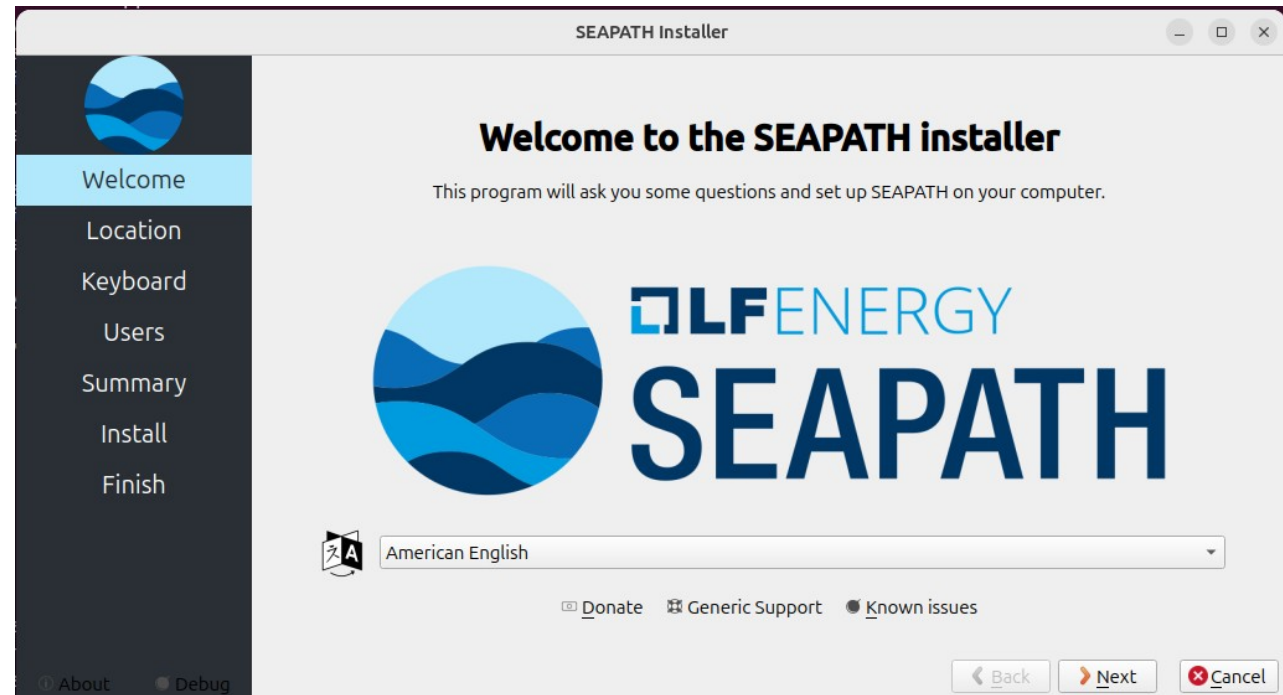 SEAPATH Installer
Welcome
Location
Keyboard
Users
Summary
Install
Finish
About
Debug
Welcome to the SEAPATH installer
This program will ask you some questions and set up SEAPATH on your computer.
LFENERGY
SEAPATH
American English
Donate Generic Support Known issues
Back Next Cancel